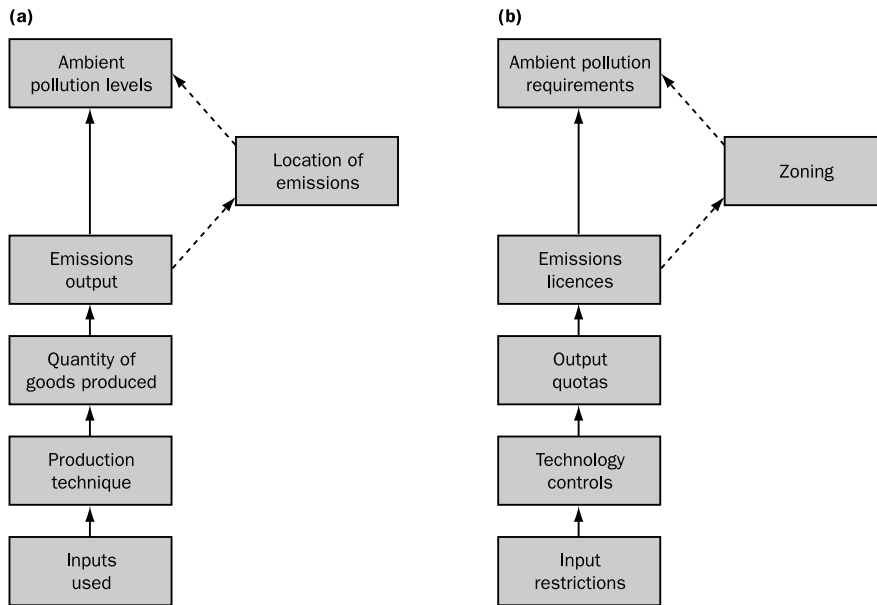 (a)
Ambient
pollution levels
Location of
emissions
Emissions
output
Quantity of
goods produced
Production
technique
Inputs
used
(b)
Ambient pollution
requirements
Zoning
Emissions
licences
Output
quotas
Technology
controls
Input
restrictions